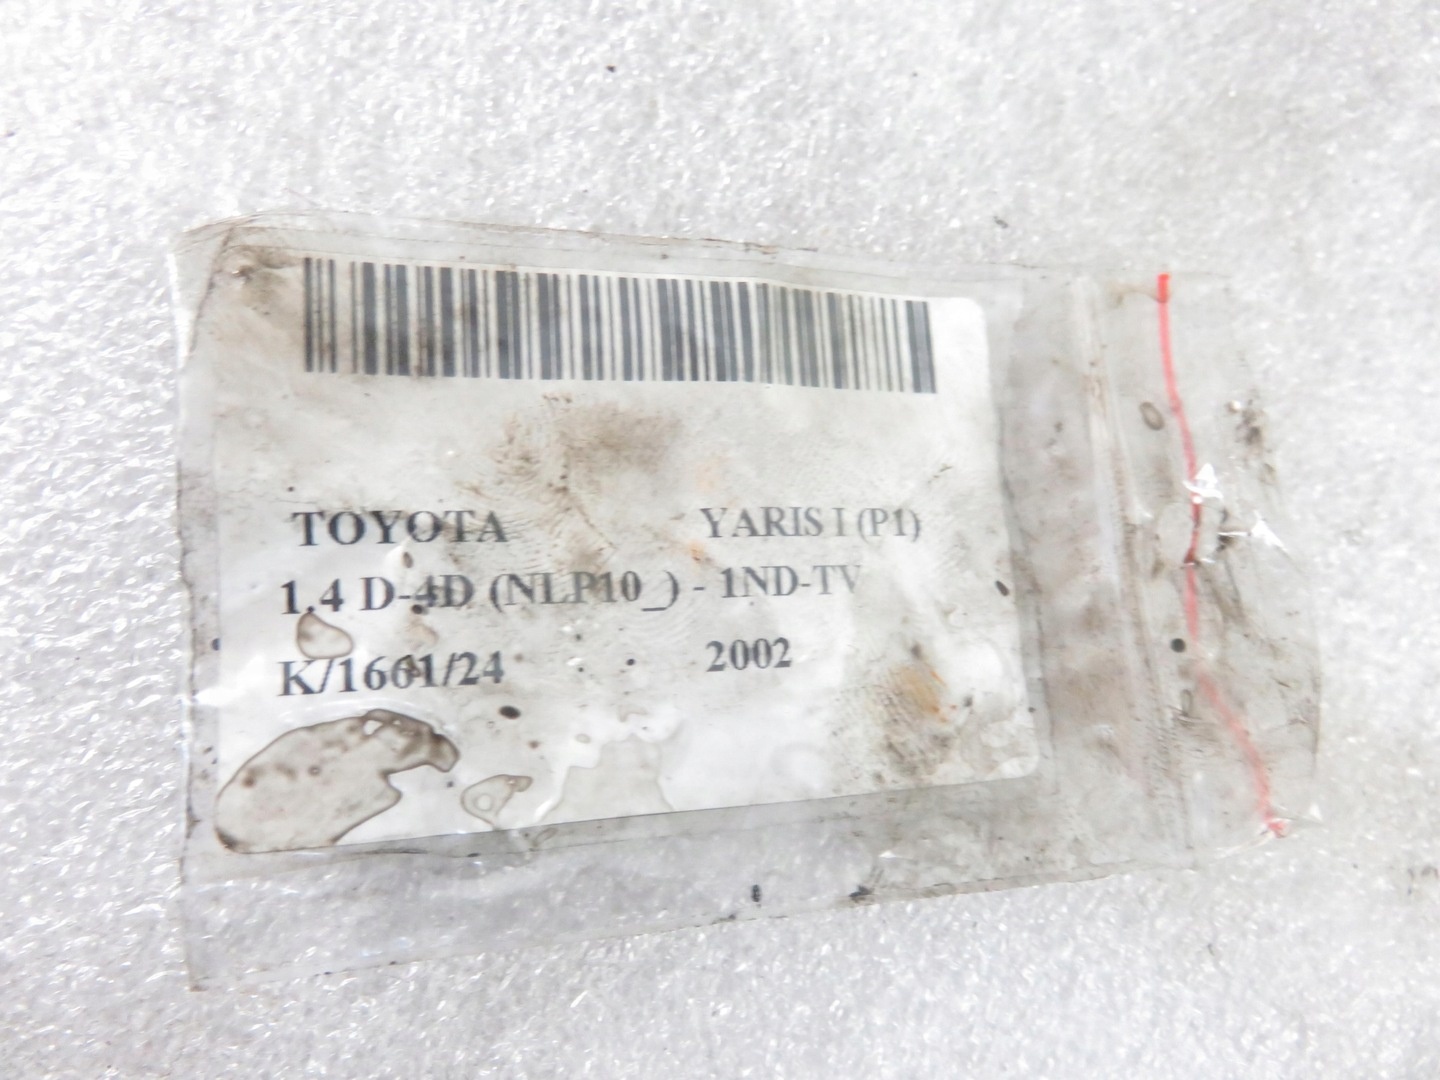 TOYOTA YARIS I (P1)
1.4 D-4D (NLP10_) - 1ND-TV
K/1661/24 2002